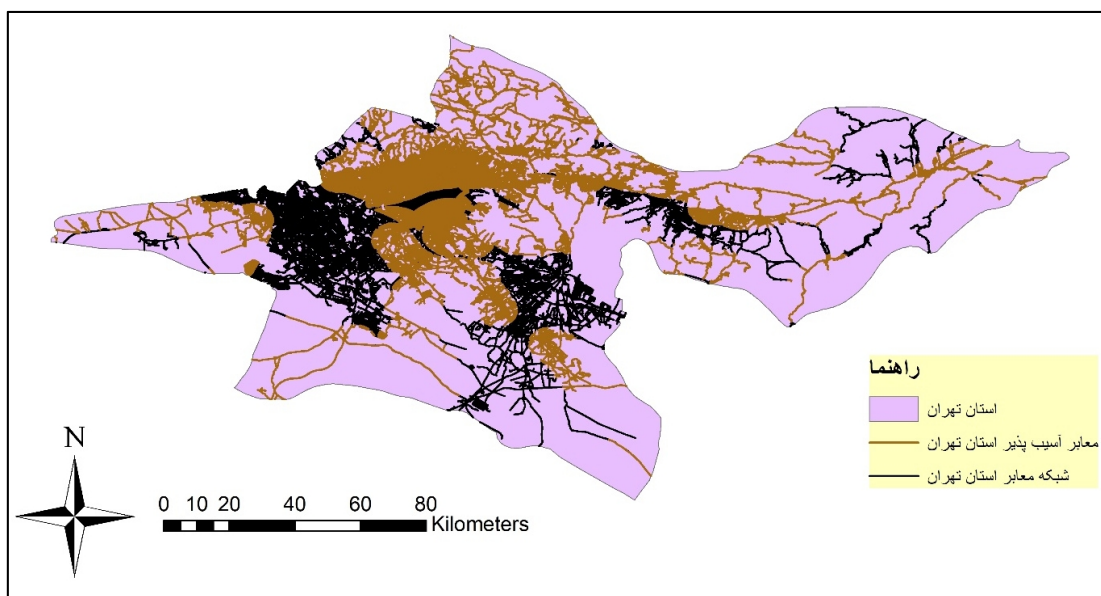 راهنما
استان تهران
معابر آسیب پذیر استان تهران
شبکه معابر استان تهران
N
0 10 20 40 60 80
Kilometers